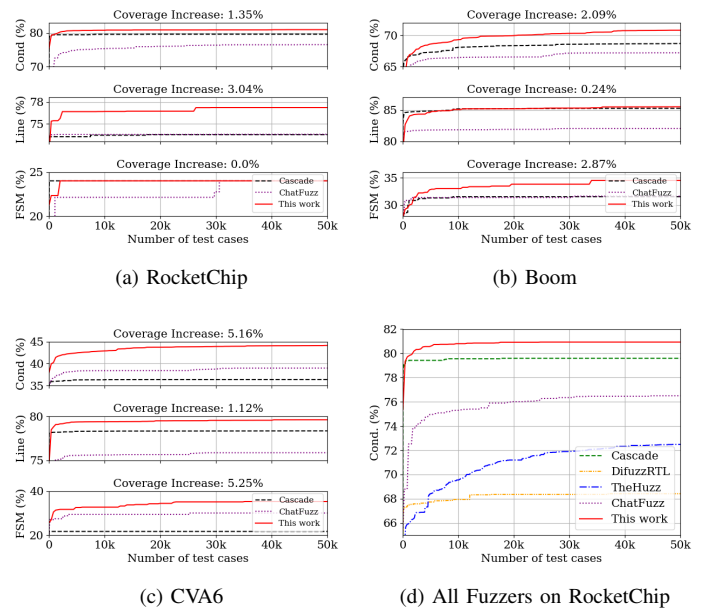 Coverage Increase: 1.35%
Cond (%)
80
70
Coverage Increase: 3.04%
Line (%)
78
75
Coverage Increase: 0.0%
FSM (%)
25
20
Cascade
ChatFuzz
This work
0 10k 20k 30k 40k 50k
Number of test cases
(a) RocketChip
Coverage Increase: 2.09%
Cond (%)
70
65
Coverage Increase: 0.24%
Line (%)
85
80
Coverage Increase: 2.87%
FSM (%)
35
30
Cascade
ChatFuzz
This work
0 10k 20k 30k 40k 50k
Number of test cases
(b) Boom
Coverage Increase: 5.16%
Cond (%)
45
40
35
Coverage Increase: 1.12%
Line (%)
80
75
Coverage Increase: 5.25%
FSM (%)
40
20
Cascade
ChatFuzz
This work
0 10k 20k 30k 40k 50k
Number of test cases
(c) CVA6
Cond. (%)
82
80
78
76
74
72
70
68
66
Cascade
DifuzzRTL
TheHuzz
ChatFuzz
This work
0 10k 20k 30k 40k 50k
Number of test cases
(d) All Fuzzers on RocketChip